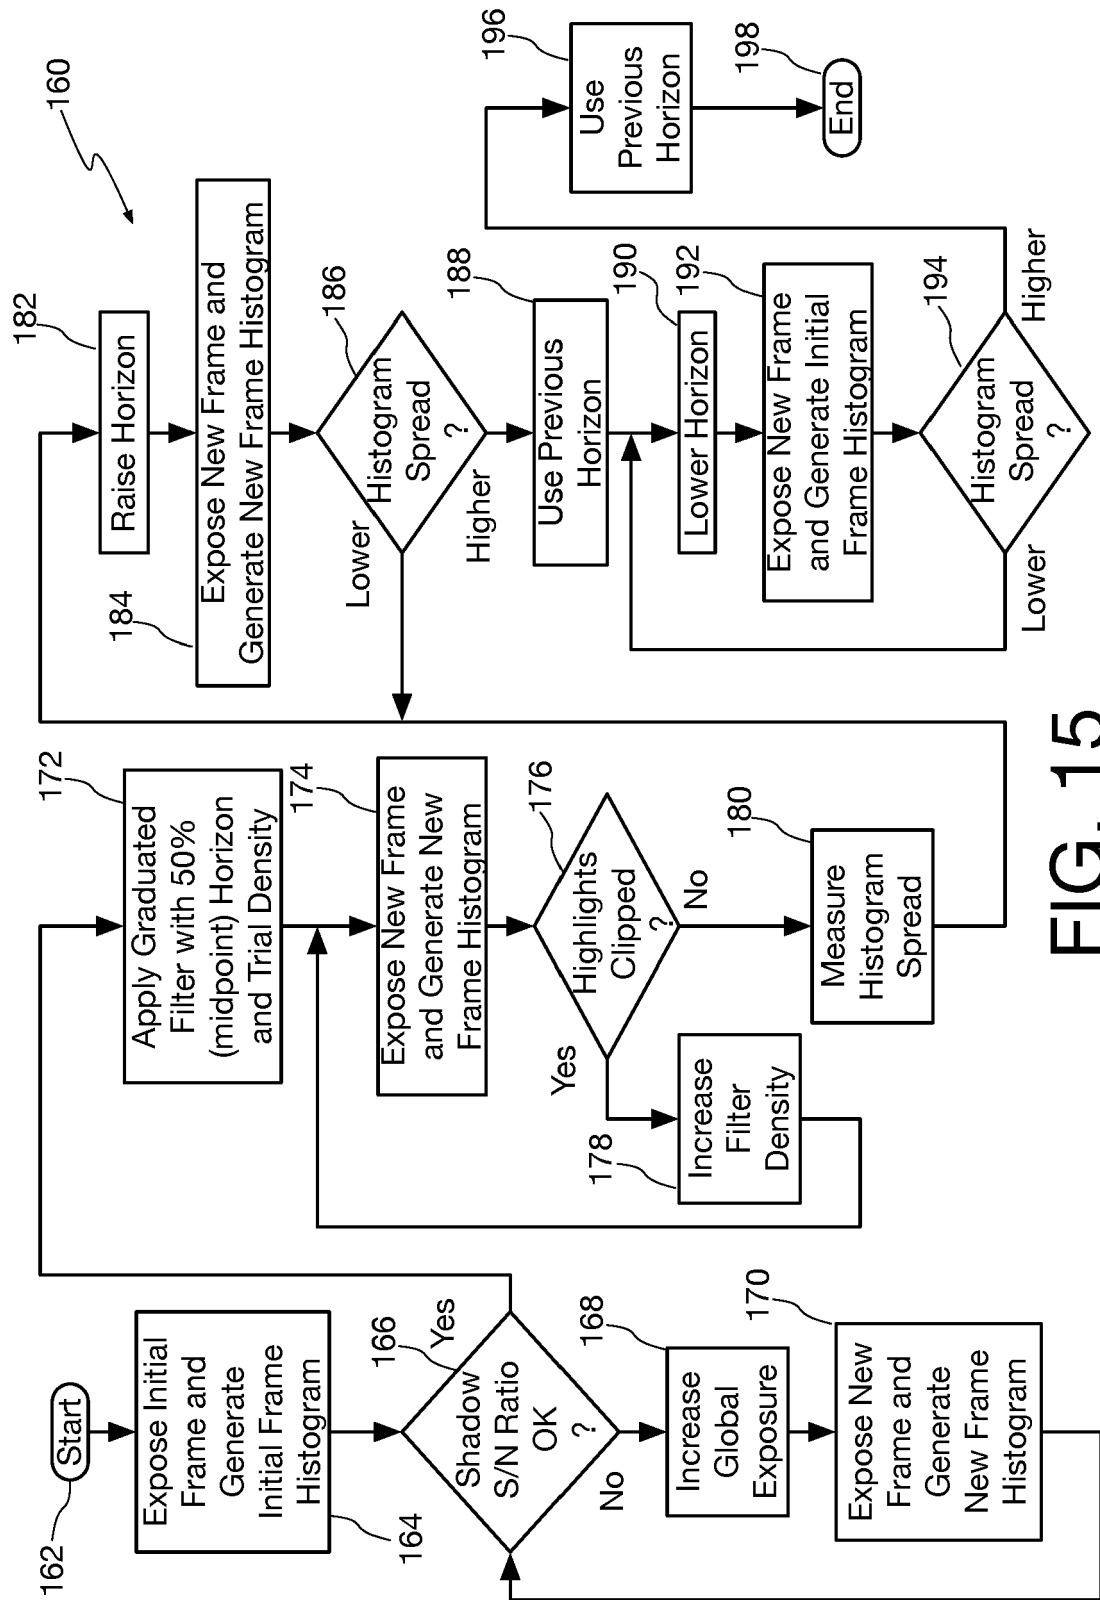 160
162
Start
Expose Initial
Frame and
Generate
Initial Frame
Histogram
164
166
Shadow
S/N Ratio
OK
?
Yes
No
168
Increase
Global
Exposure
170
Expose New
Frame and
Generate
New Frame
Histogram
172
Apply Graduated
Filter with 50%
(midpoint) Horizon
and Trial Density
174
Expose New Frame
and Generate New
Frame Histogram
176
Highlights
Clipped
?
Yes
No
178
Increase
Filter
Density
180
Measure
Histogram
Spread
182
Raise Horizon
184
Expose New Frame and
Generate New Frame Histogram
186
Histogram
Spread
?
Lower
Higher
188
Use Previous
Horizon
190
Lower Horizon
192
Expose New Frame
and Generate Initial
Frame Histogram
194
Histogram
Spread
?
Lower
Higher
196
Use
Previous
Horizon
198
End
FIG. 15